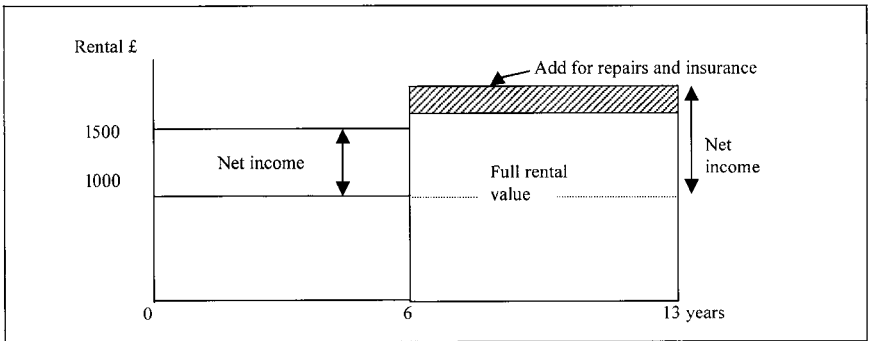 Rental £
Add for repairs and insurance
1500
Net income
Net
income
1000
Full rental
value
0
6
13 years